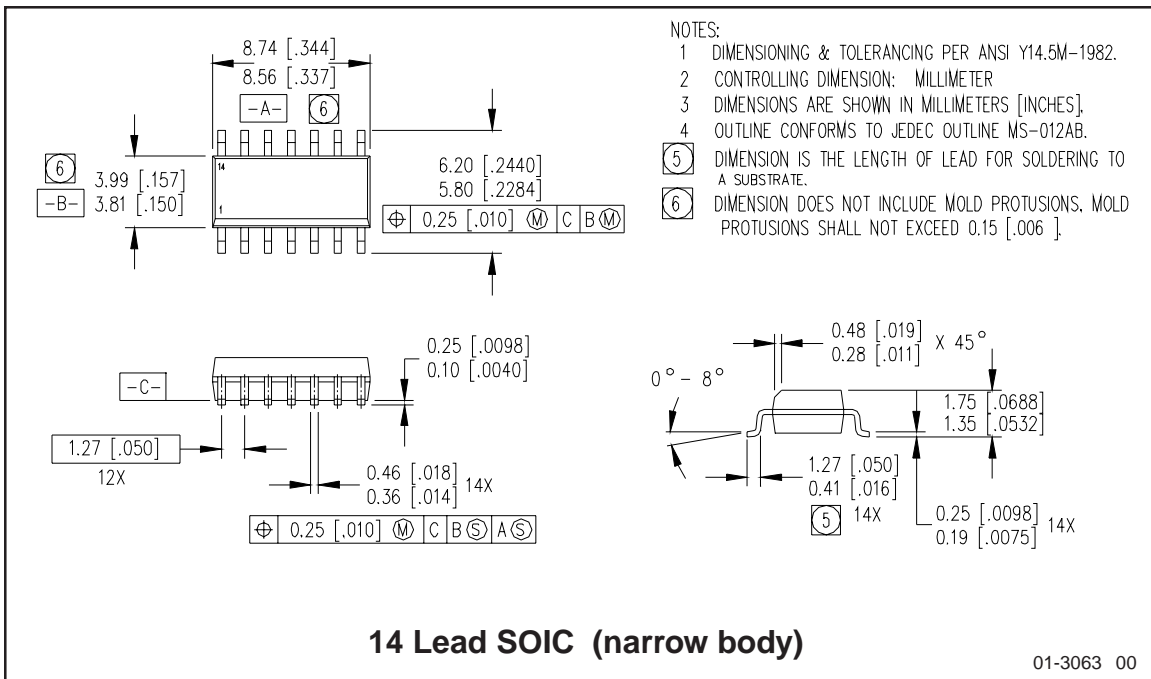 8.74 [.344]
8.56 [.337]
-A- 6
14
1
6
3.99 [.157]
3.81 [.150]
-B-
6.20 [.2440]
5.80 [.2284]
⌖ 0.25 [.010] Ⓜ C B Ⓜ
NOTES:
1 DIMENSIONING & TOLERANCING PER ANSI Y14.5M-1982.
2 CONTROLLING DIMENSION: MILLIMETER
3 DIMENSIONS ARE SHOWN IN MILLIMETERS [INCHES].
4 OUTLINE CONFORMS TO JEDEC OUTLINE MS-012AB.
5 DIMENSION IS THE LENGTH OF LEAD FOR SOLDERING TO
A SUBSTRATE.
6 DIMENSION DOES NOT INCLUDE MOLD PROTUSIONS. MOLD
PROTUSIONS SHALL NOT EXCEED 0.15 [.006 ].
-C-
0.25 [.0098]
0.10 [.0040]
1.27 [.050]
12X
0.46 [.018]
0.36 [.014] 14X
⌖ 0.25 [.010] Ⓜ C B Ⓢ A Ⓢ
0.48 [.019]
0.28 [.011] X 45°
0° - 8°
1.75 [.0688]
1.35 [.0532]
1.27 [.050]
0.41 [.016]
5 14X
0.25 [.0098]
0.19 [.0075] 14X
14 Lead SOIC (narrow body)
01-3063 00